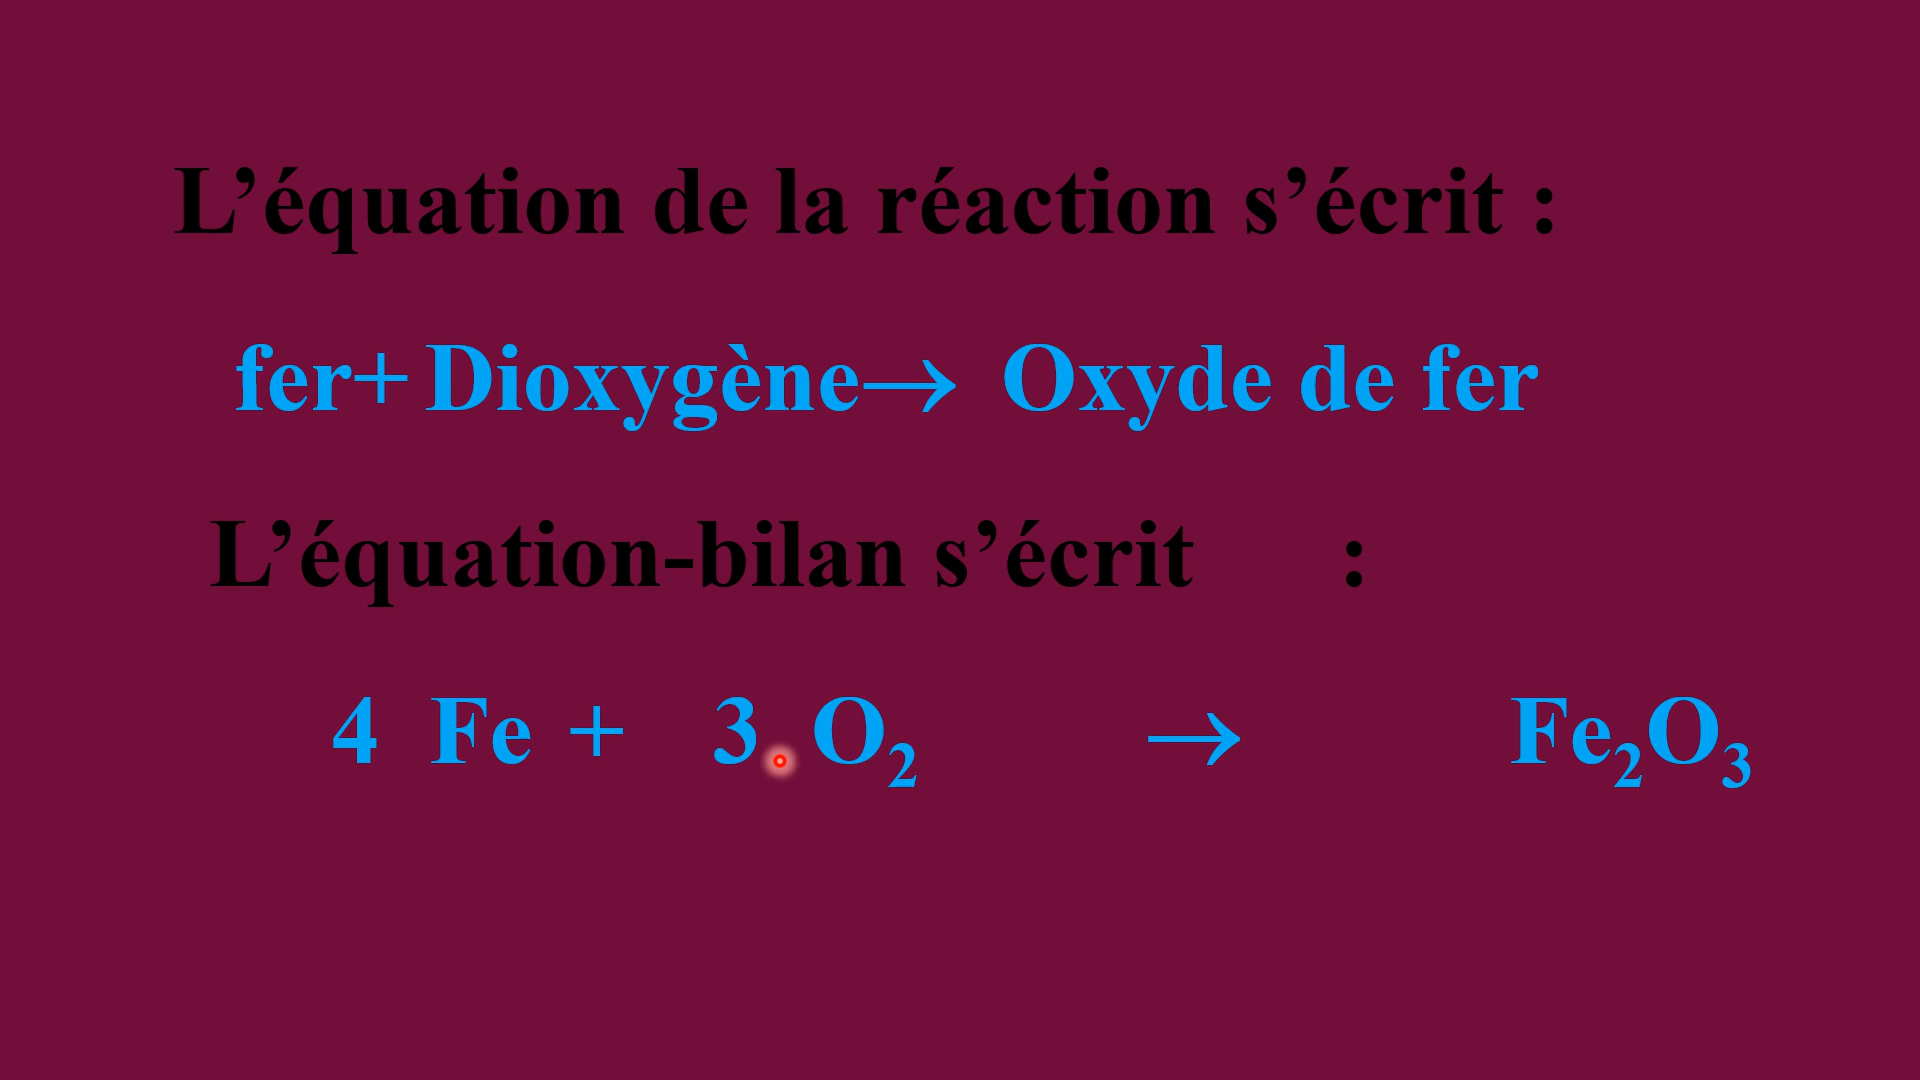 L’équation de la réaction s’écrit :
fer+ Dioxygène→ Oxyde de fer
L’équation-bilan s’écrit :
4 Fe + 3 O₂ → Fe₂O₃